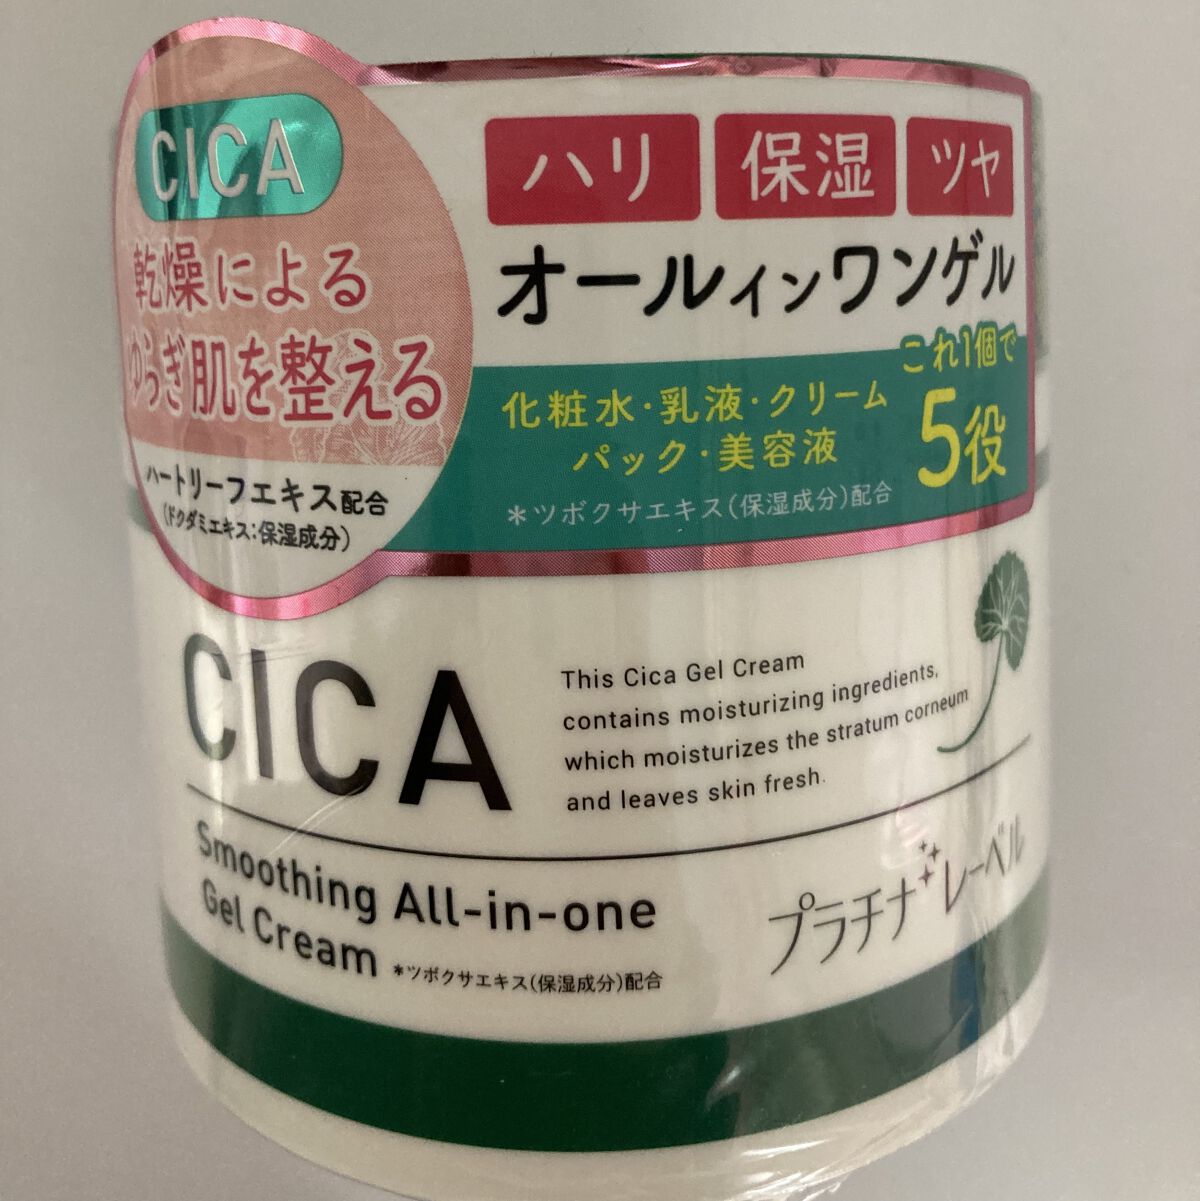 CICA
乾燥による
ゆらぎ肌を整える
ハートリーフエキス配合
(ドクダミエキス:保湿成分)
ハリ 保湿 ツヤ
オールインワンゲル
化粧水・乳液・クリーム
パック・美容液
これ1個で
5役
*ツボクサエキス(保湿成分)配合
CICA
This Cica Gel Cream
contains moisturizing ingredients,
which moisturizes the stratum corneum
and leaves skin fresh.
Smoothing All-in-one
Gel Cream *ツボクサエキス(保湿成分)配合
プラチナレーベル